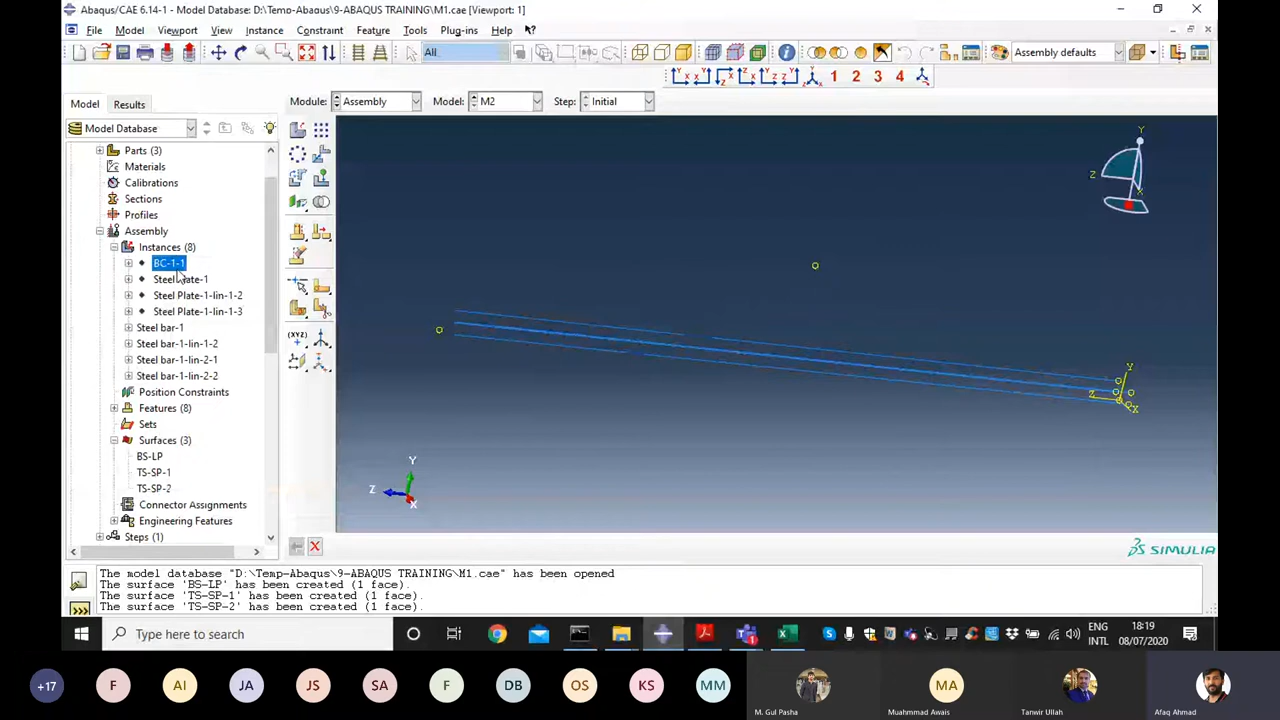 Abaqus/CAE 6.14-1 - Model Database: D:\Temp-Abaqus\9-ABAQUS TRAINING\M1.cae [Viewport: 1]
File Model Viewport View Instance Constraint Feature Tools Plug-ins Help
All
Assembly defaults
1 2 3 4
Model Results
Module: Assembly Model: M2 Step: Initial
Model Database
Parts (3)
Materials
Calibrations
Sections
Profiles
Assembly
Instances (8)
BC-1-1
Steel Plate-1
Steel Plate-1-lin-1-2
Steel Plate-1-lin-1-3
Steel bar-1
Steel bar-1-lin-1-2
Steel bar-1-lin-2-1
Steel bar-1-lin-2-2
Position Constraints
Features (8)
Sets
Surfaces (3)
BS-LP
TS-SP-1
TS-SP-2
Connector Assignments
Engineering Features
Steps (1)
Y
Z
X
Y
Z
X
Y
Z
X
SIMULIA
The model database "D:\Temp-Abaqus\9-ABAQUS TRAINING\M1.cae" has been opened
The surface 'BS-LP' has been created (1 face).
The surface 'TS-SP-1' has been created (1 face).
The surface 'TS-SP-2' has been created (1 face).
Type here to search
ENG
INTL
18:19
08/07/2020
+17 F AI JA JS SA F DB OS KS MM MA
M. Gul Pasha
Muahmmad Awais
Tanwir Ullah
Afaq Ahmad